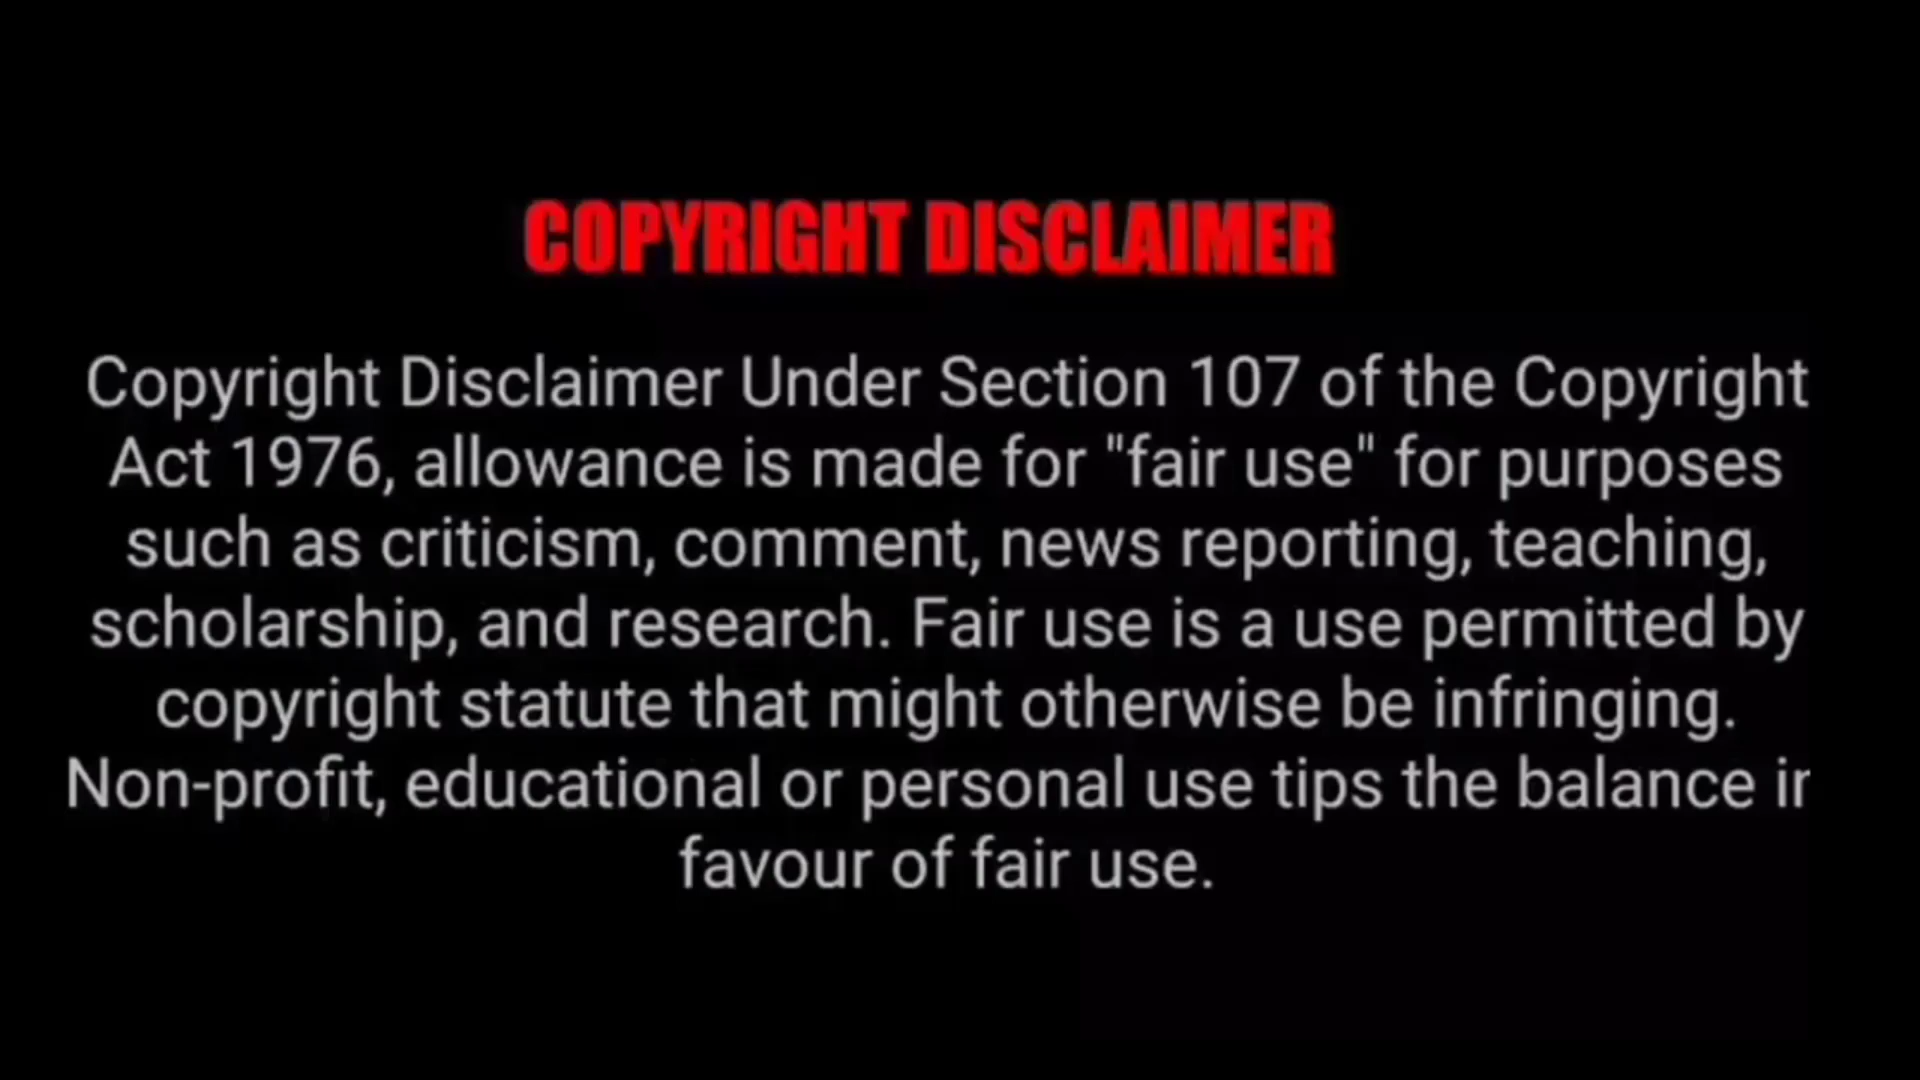 COPYRIGHT DISCLAIMER
Copyright Disclaimer Under Section 107 of the Copyright
Act 1976, allowance is made for "fair use" for purposes
such as criticism, comment, news reporting, teaching,
scholarship, and research. Fair use is a use permitted by
copyright statute that might otherwise be infringing.
Non-profit, educational or personal use tips the balance
favour of fair use.